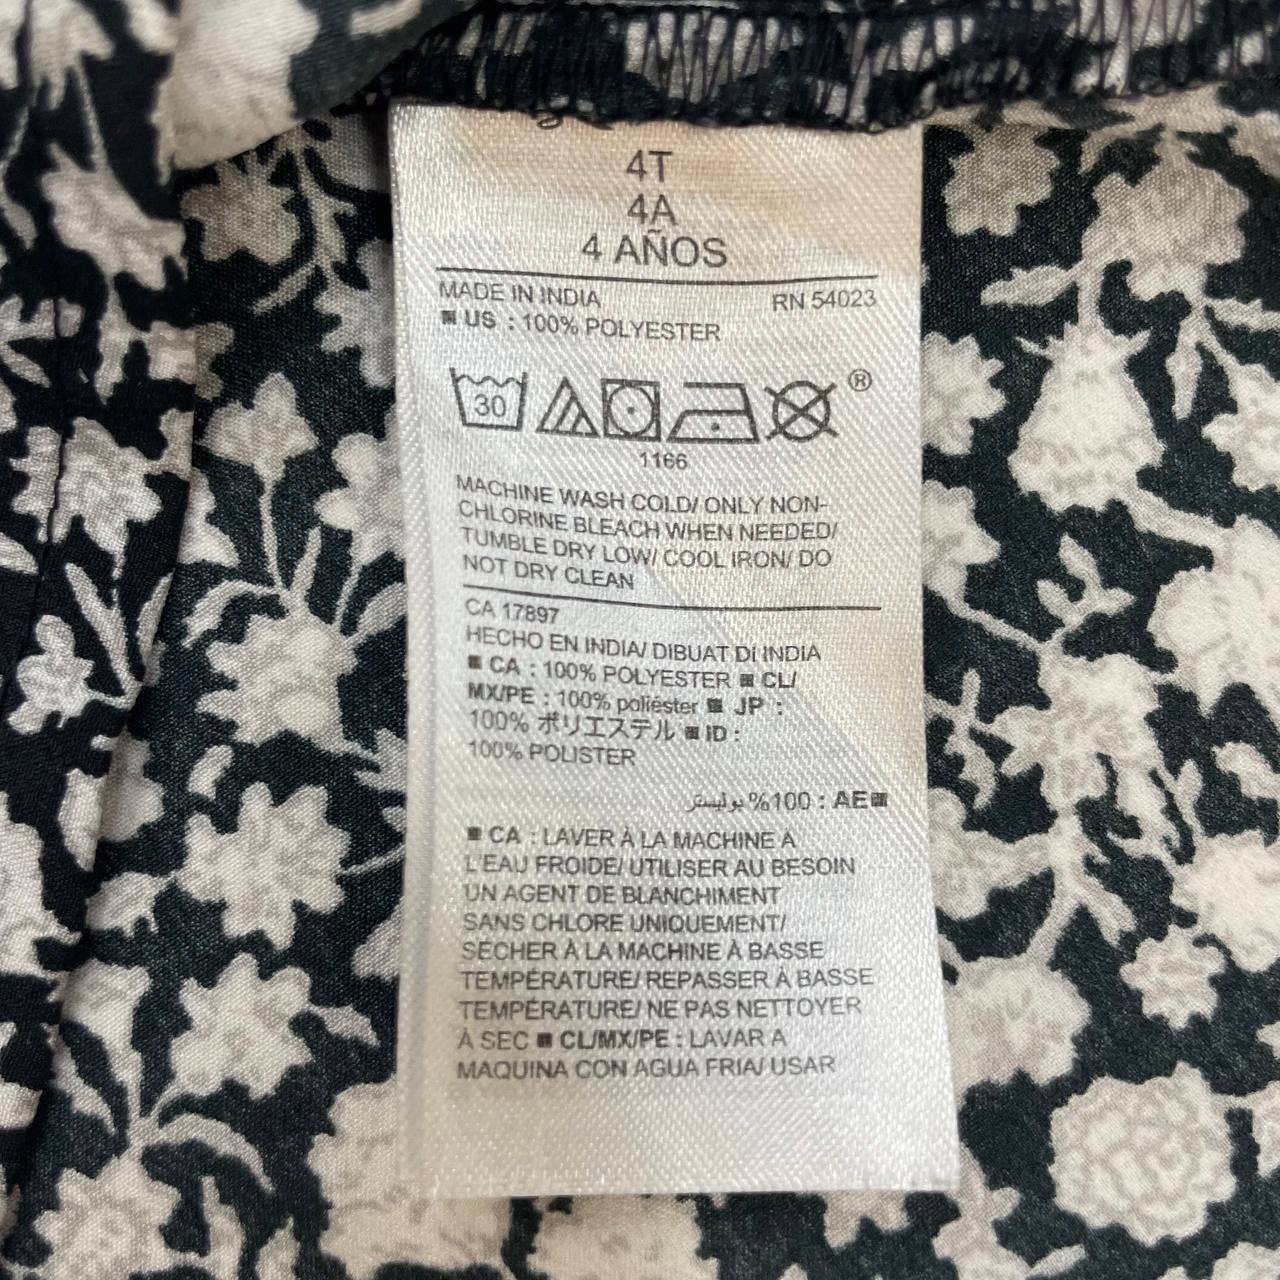 4T
4A
4 AÑOS
MADE IN INDIA RN 54023
■ US : 100% POLYESTER
30 ®
1166
MACHINE WASH COLD/ ONLY NON-
CHLORINE BLEACH WHEN NEEDED/
TUMBLE DRY LOW/ COOL IRON/ DO
NOT DRY CLEAN
CA 17897
HECHO EN INDIA/ DIBUAT DI INDIA
■ CA : 100% POLYESTER ■ CL/
MX/PE : 100% poliéster ■ JP :
100% ポリエステル ■ ID :
100% POLISTER
■AE : 100% بوليستر
■ CA : LAVER À LA MACHINE À
L'EAU FROIDE/ UTILISER AU BESOIN
UN AGENT DE BLANCHIMENT
SANS CHLORE UNIQUEMENT/
SÉCHER À LA MACHINE À BASSE
TEMPÉRATURE/ REPASSER À BASSE
TEMPÉRATURE/ NE PAS NETTOYER
À SEC ■ CL/MX/PE : LAVAR A
MAQUINA CON AGUA FRIA/ USAR